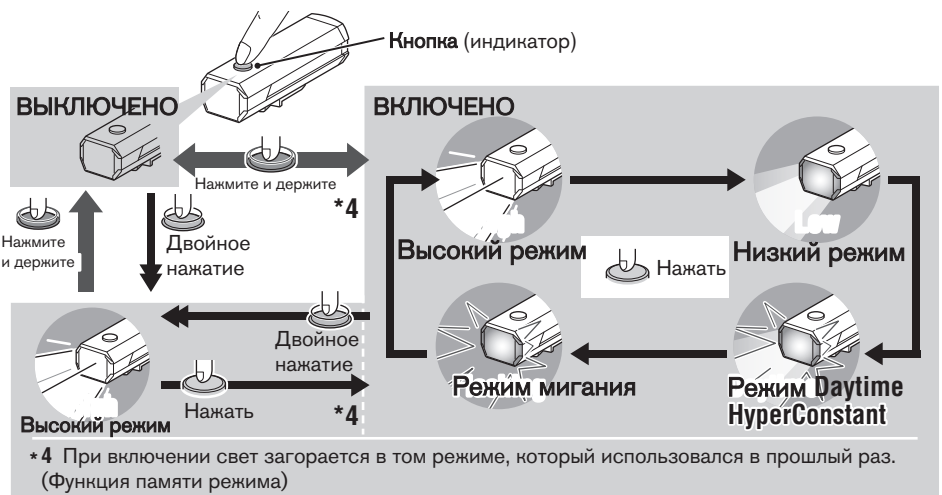 Кнопка (индикатор)
ВЫКЛЮЧЕНО
ВКЛЮЧЕНО
Нажмите и держите
*4
Нажмите
и держите
Двойное
нажатие
Высокий режим
Low
Низкий режим
Нажать
Двойное
нажатие
Режим мигания
Режим Daytime
HyperConstant
Нажать
*4
Высокий режим
*4 При включении свет загорается в том режиме, который использовался в прошлый раз.
(Функция памяти режима)